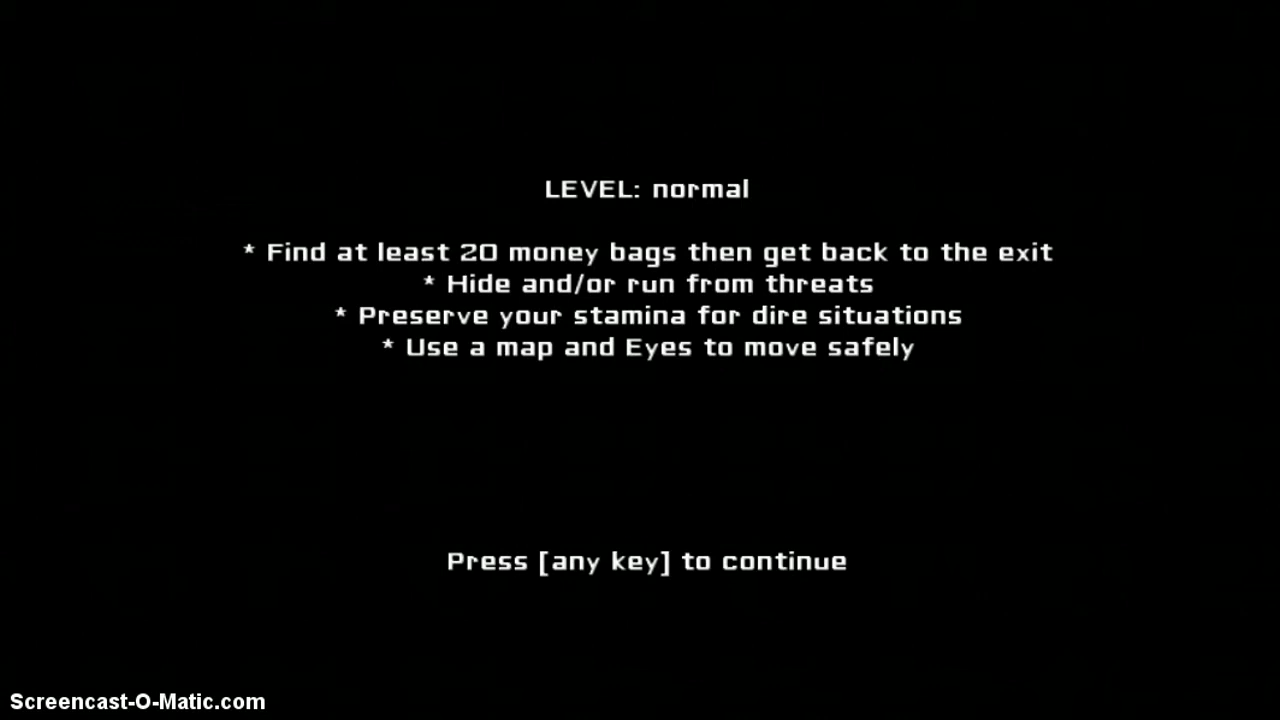 LEVEL: normal
* Find at least 20 money bags then get back to the exit
* Hide and/or run from threats
* Preserve your stamina for dire situations
* Use a map and Eyes to move safely
Press [any key] to continue
Screencast-O-Matic.com